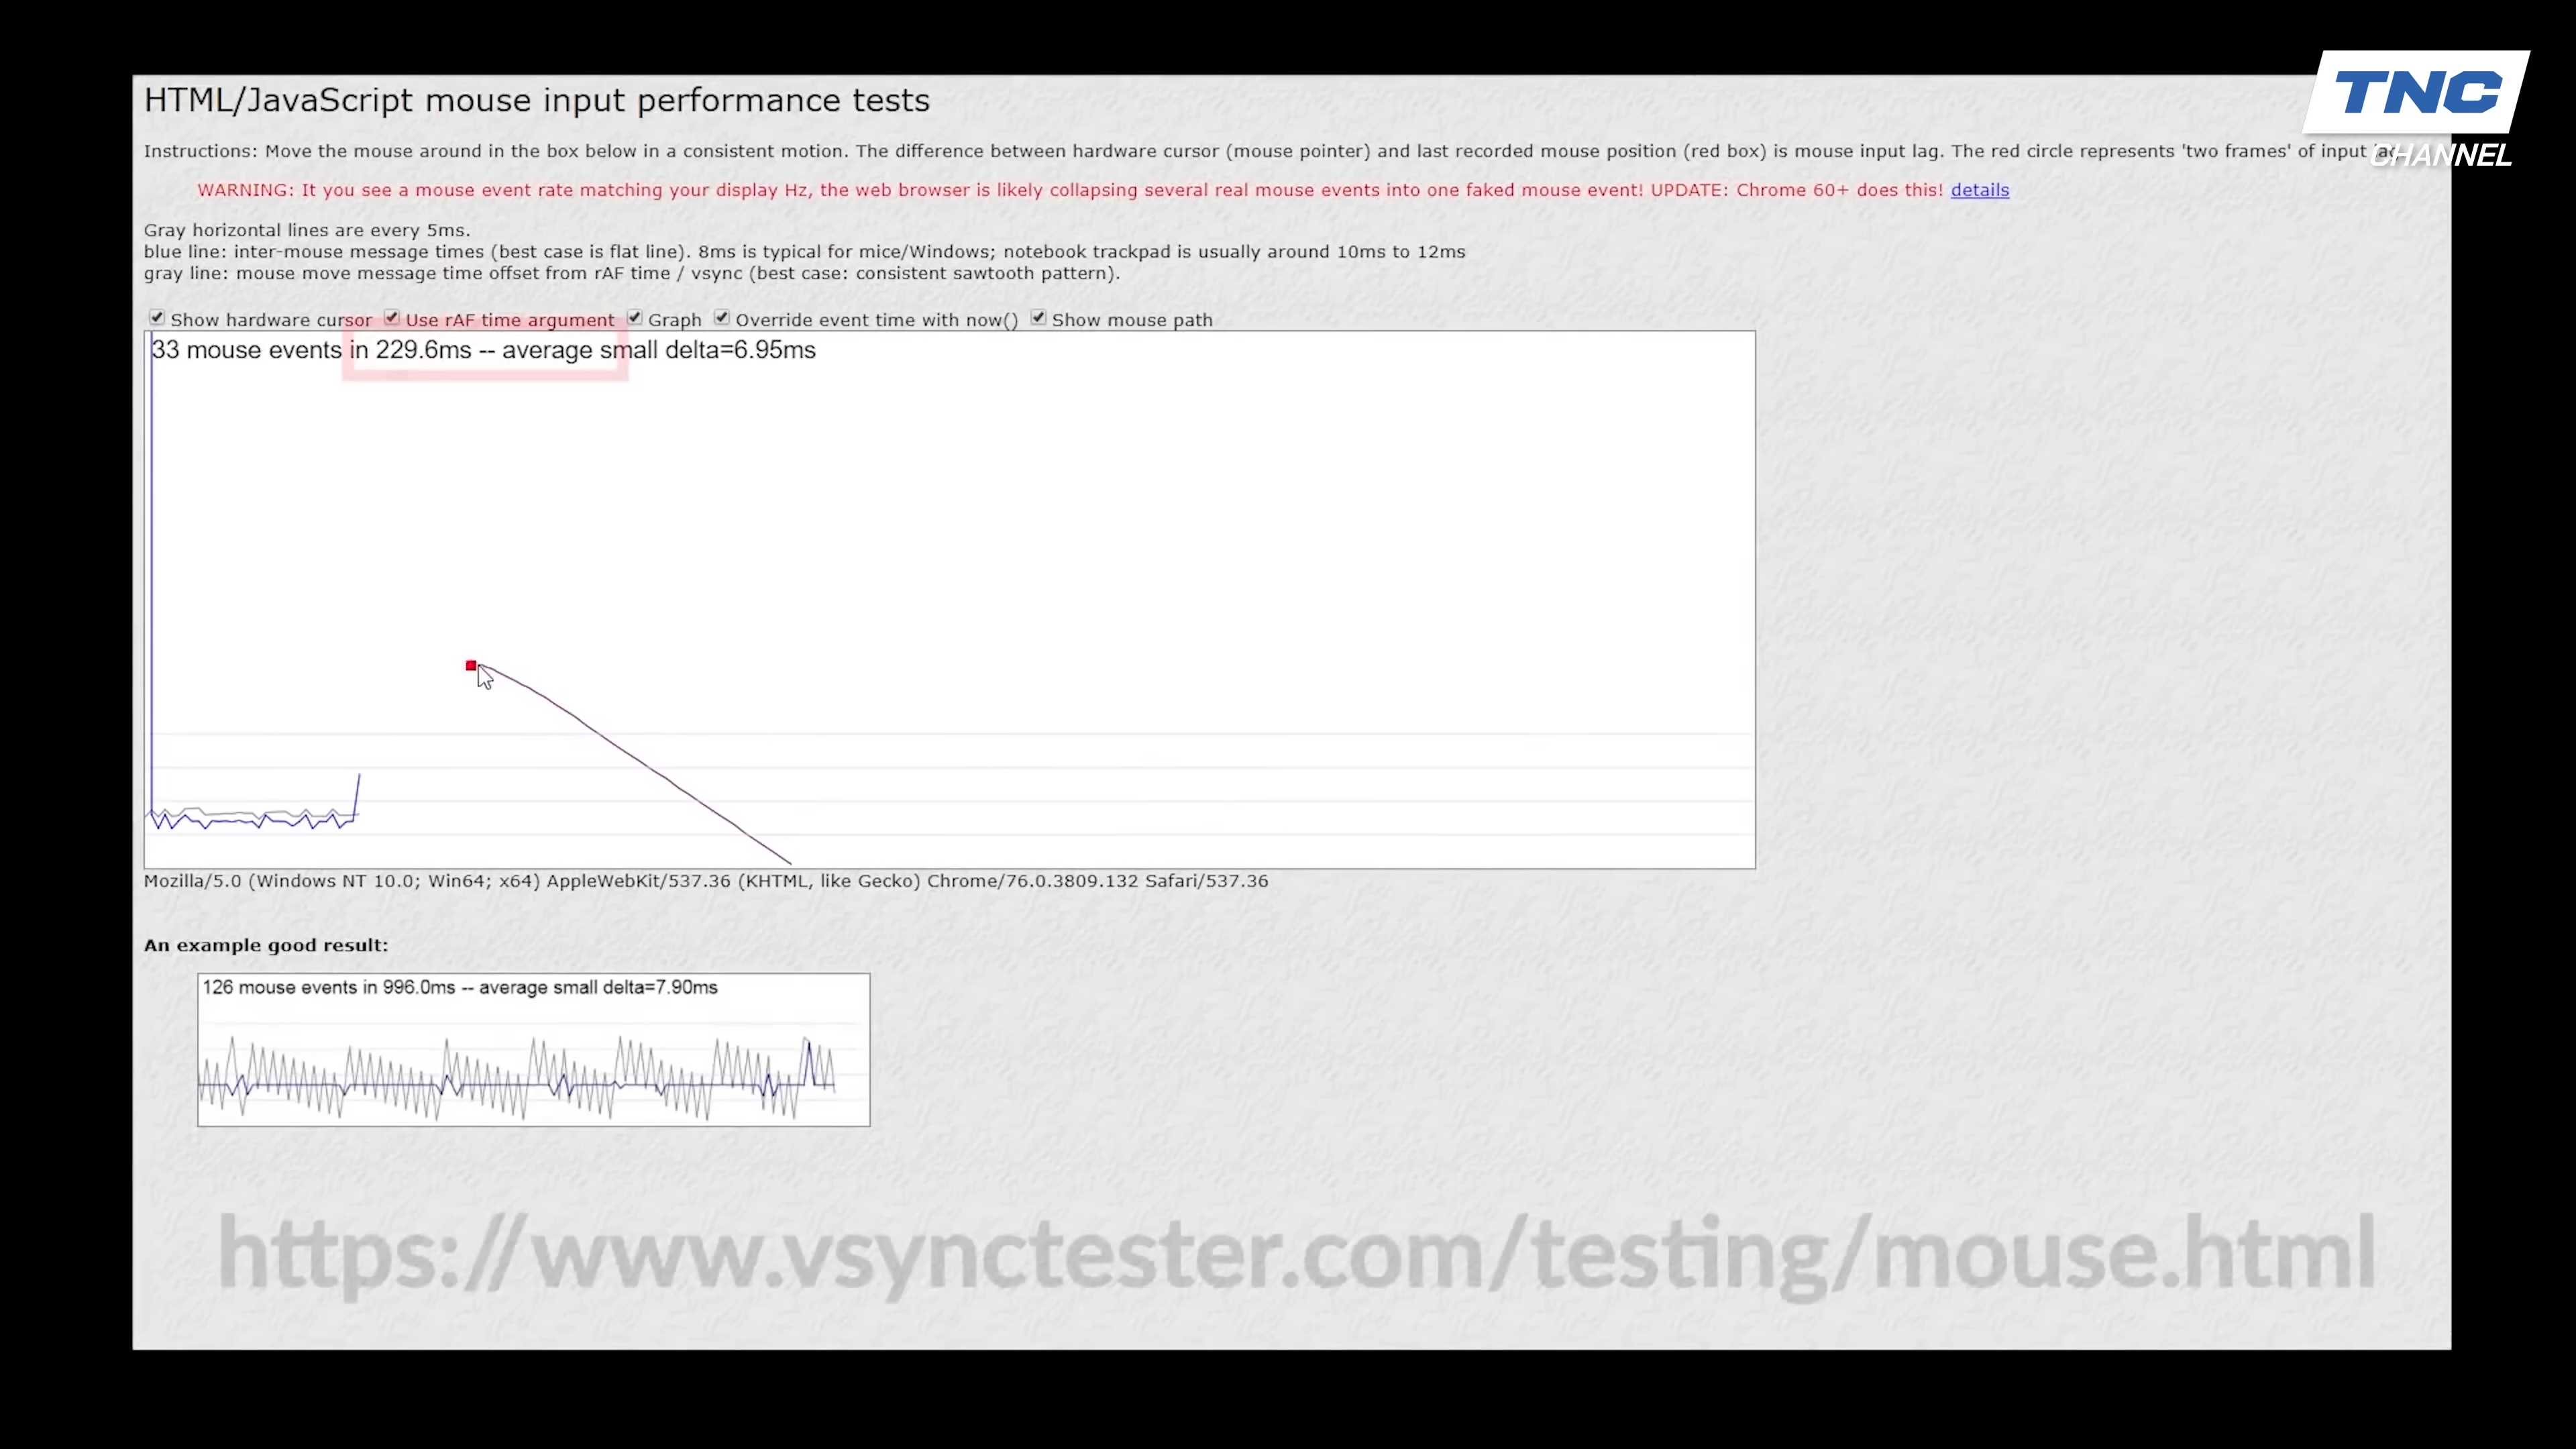 TNC
CHANNEL
HTML/JavaScript mouse input performance tests
Instructions: Move the mouse around in the box below in a consistent motion. The difference between hardware cursor (mouse pointer) and last recorded mouse position (red box) is mouse input lag. The red circle represents 'two frames' of input
WARNING: It you see a mouse event rate matching your display Hz, the web browser is likely collapsing several real mouse events into one faked mouse event! UPDATE: Chrome 60+ does this! details
Gray horizontal lines are every 5ms.
blue line: inter-mouse message times (best case is flat line). 8ms is typical for mice/Windows; notebook trackpad is usually around 10ms to 12ms
gray line: mouse move message time offset from rAF time / vsync (best case: consistent sawtooth pattern).
Show hardware cursor Use rAF time argument Graph Override event time with now() Show mouse path
33 mouse events in 229.6ms -- average small delta=6.95ms
Mozilla/5.0 (Windows NT 10.0; Win64; x64) AppleWebKit/537.36 (KHTML, like Gecko) Chrome/76.0.3809.132 Safari/537.36
An example good result:
126 mouse events in 996.0ms -- average small delta=7.90ms
https://www.vsynctester.com/testing/mouse.html